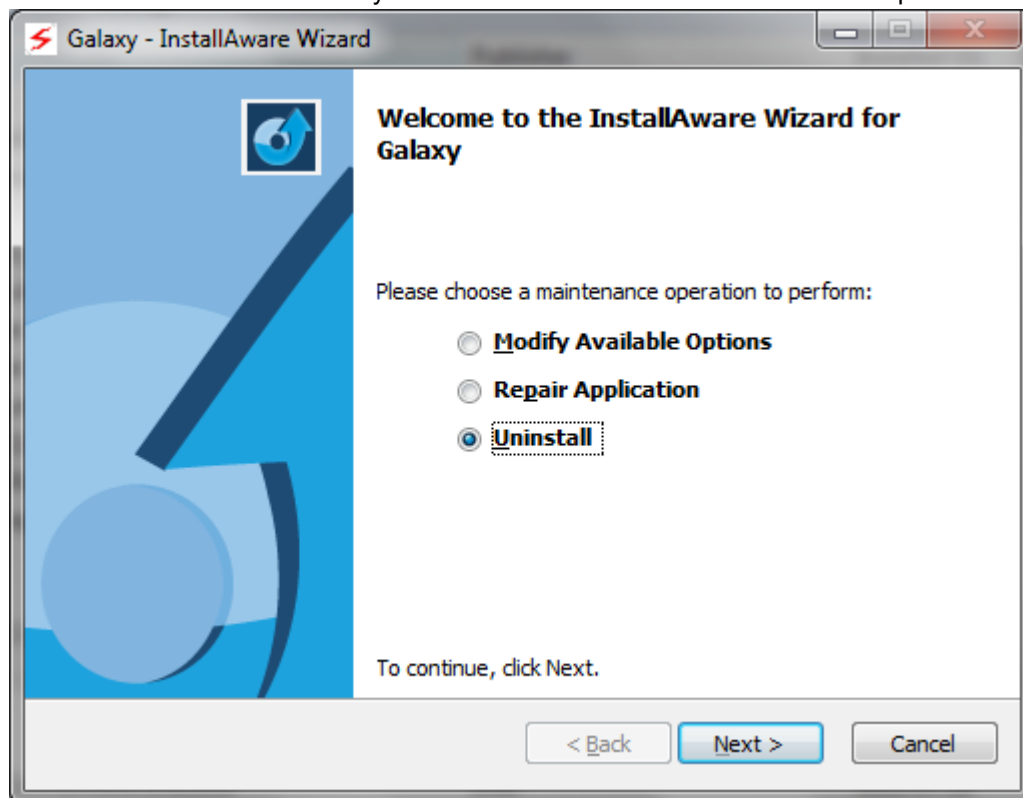 Galaxy - InstallAware Wizard
Welcome to the InstallAware Wizard for
Galaxy
Please choose a maintenance operation to perform:
Modify Available Options
Repair Application
Uninstall
To continue, click Next.
< Back Next > Cancel